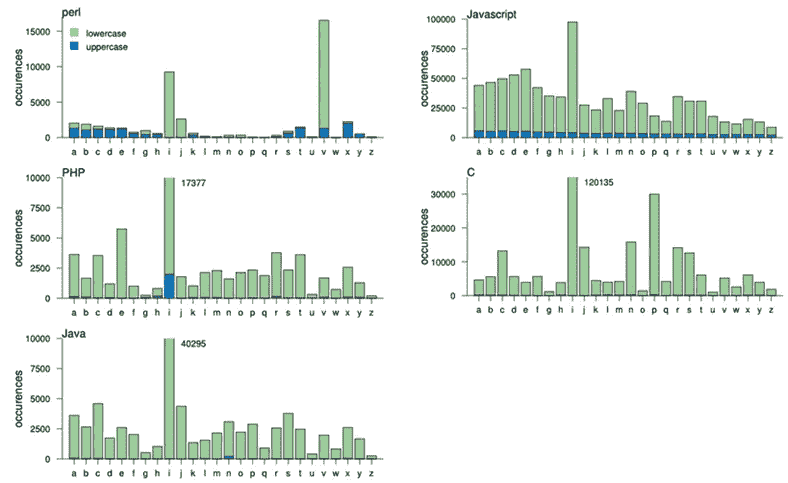 perl
lowercase
uppercase
occurences
15000
10000
5000
0
a b c d e f g h i j k l m n o p q r s t u v w x y z
Javascript
occurences
100000
75000
50000
25000
0
a b c d e f g h i j k l m n o p q r s t u v w x y z
PHP
17377
occurences
10000
7500
5000
2500
0
a b c d e f g h i j k l m n o p q r s t u v w x y z
C
120135
occurences
30000
20000
10000
0
a b c d e f g h i j k l m n o p q r s t u v w x y z
Java
40295
occurences
10000
7500
5000
2500
0
a b c d e f g h i j k l m n o p q r s t u v w x y z